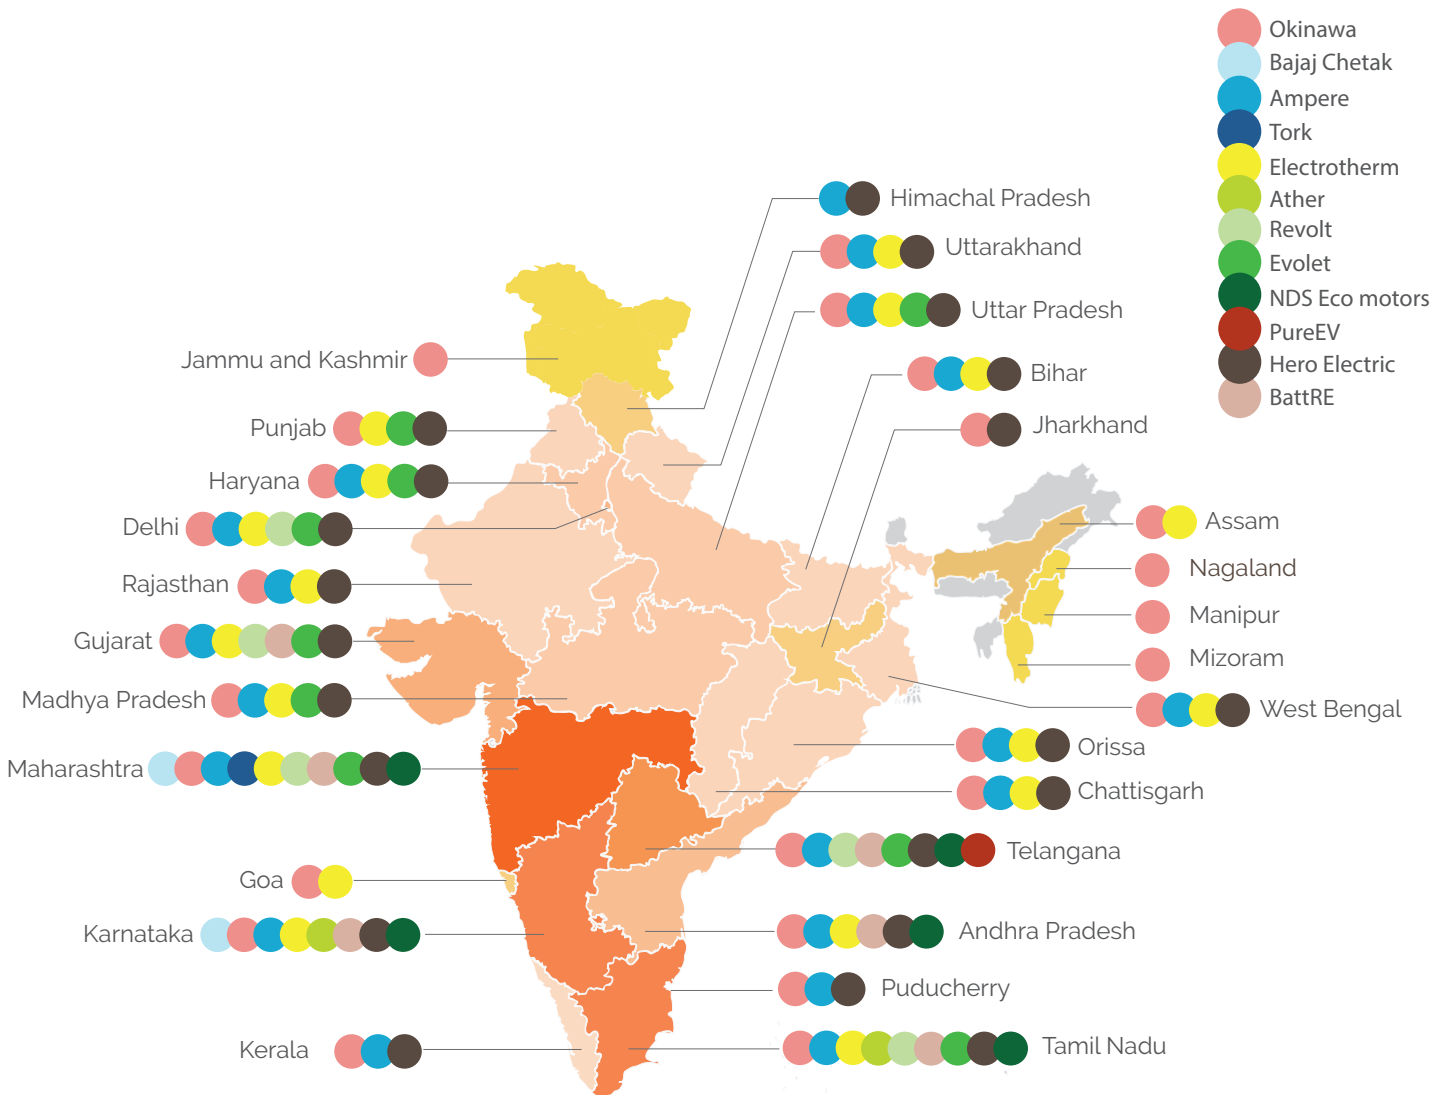 Okinawa
Bajaj Chetak
Ampere
Tork
Electrotherm
Ather
Revolt
Evolet
NDS Eco motors
PureEV
Hero Electric
BattRE
Himachal Pradesh
Uttarakhand
Uttar Pradesh
Jammu and Kashmir
Bihar
Punjab
Jharkhand
Haryana
Delhi
Assam
Nagaland
Rajasthan
Manipur
Gujarat
Mizoram
Madhya Pradesh
West Bengal
Orissa
Maharashtra
Chattisgarh
Telangana
Goa
Karnataka
Andhra Pradesh
Puducherry
Kerala
Tamil Nadu